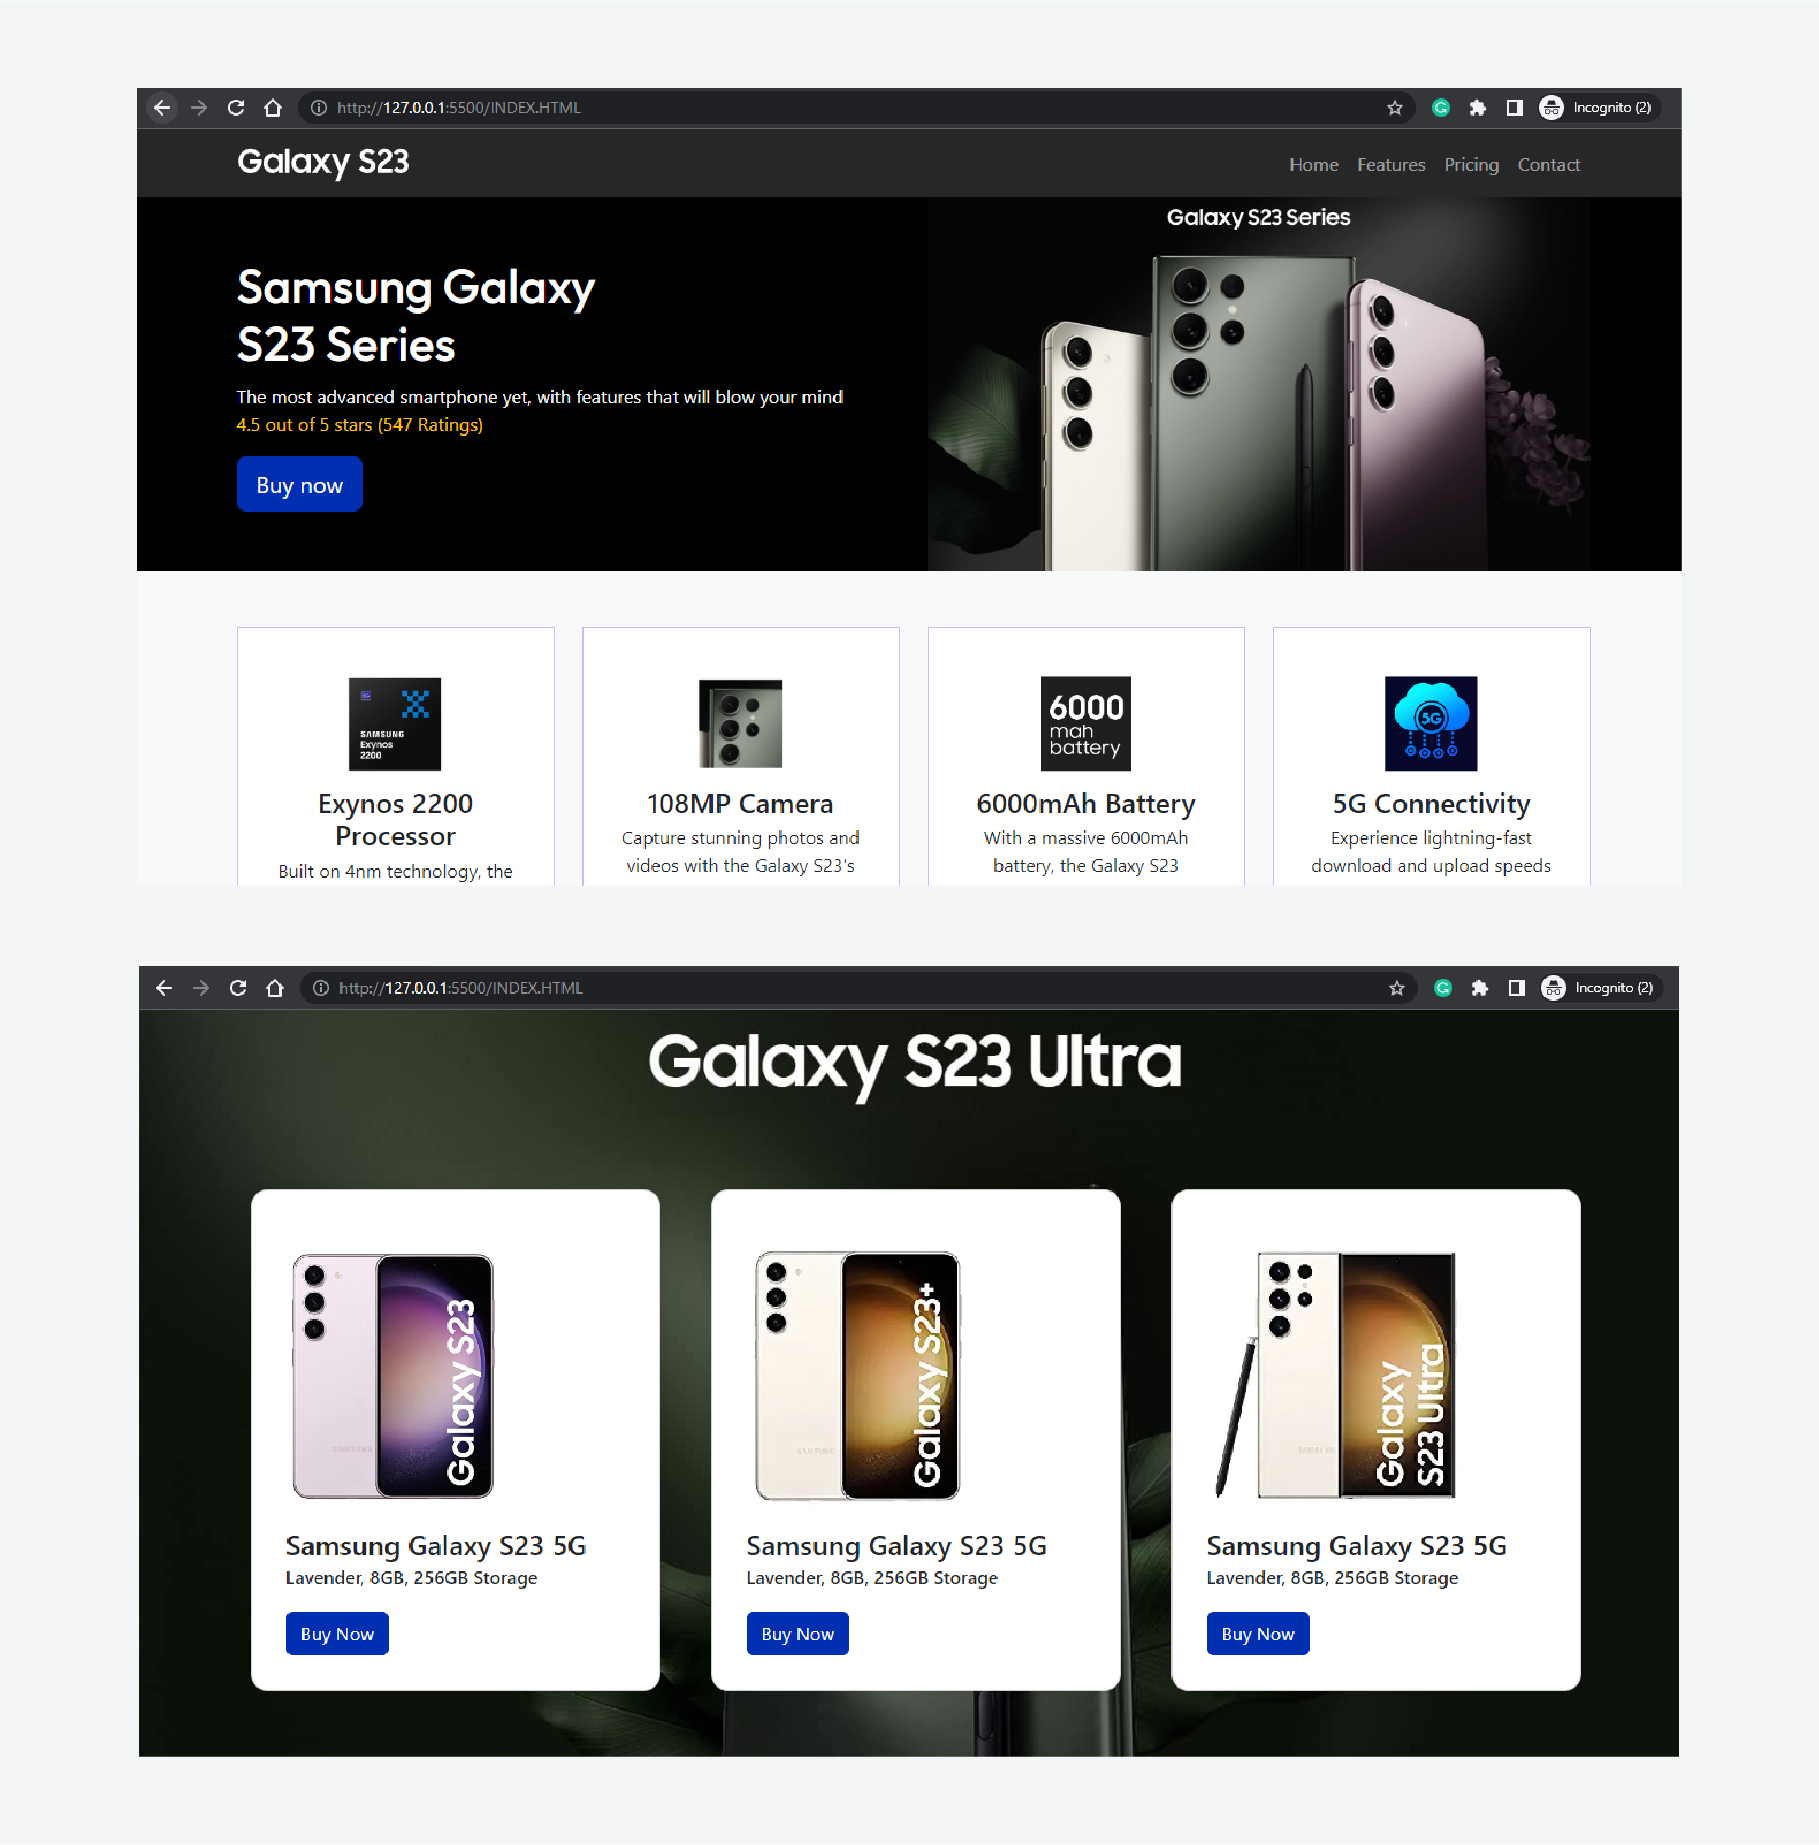 http://127.0.0.1:5500/INDEX.HTML
Incognito (2)
Galaxy S23
Home Features Pricing Contact
Galaxy S23 Series
Samsung Galaxy
S23 Series
The most advanced smartphone yet, with features that will blow your mind
4.5 out of 5 stars (547 Ratings)
Buy now
SAMSUNG
Exynos
2200
Exynos 2200
Processor
Built on 4nm technology, the
108MP Camera
Capture stunning photos and
videos with the Galaxy S23's
6000
mah
battery
6000mAh Battery
With a massive 6000mAh
battery, the Galaxy S23
5G
5G Connectivity
Experience lightning-fast
download and upload speeds
http://127.0.0.1:5500/INDEX.HTML
Incognito (2)
Galaxy S23 Ultra
SAMSUNG
Galaxy S23
Samsung Galaxy S23 5G
Lavender, 8GB, 256GB Storage
Buy Now
SAMSUNG
Galaxy S23+
Samsung Galaxy S23 5G
Lavender, 8GB, 256GB Storage
Buy Now
SAMSUNG
Galaxy
S23 Ultra
Samsung Galaxy S23 5G
Lavender, 8GB, 256GB Storage
Buy Now